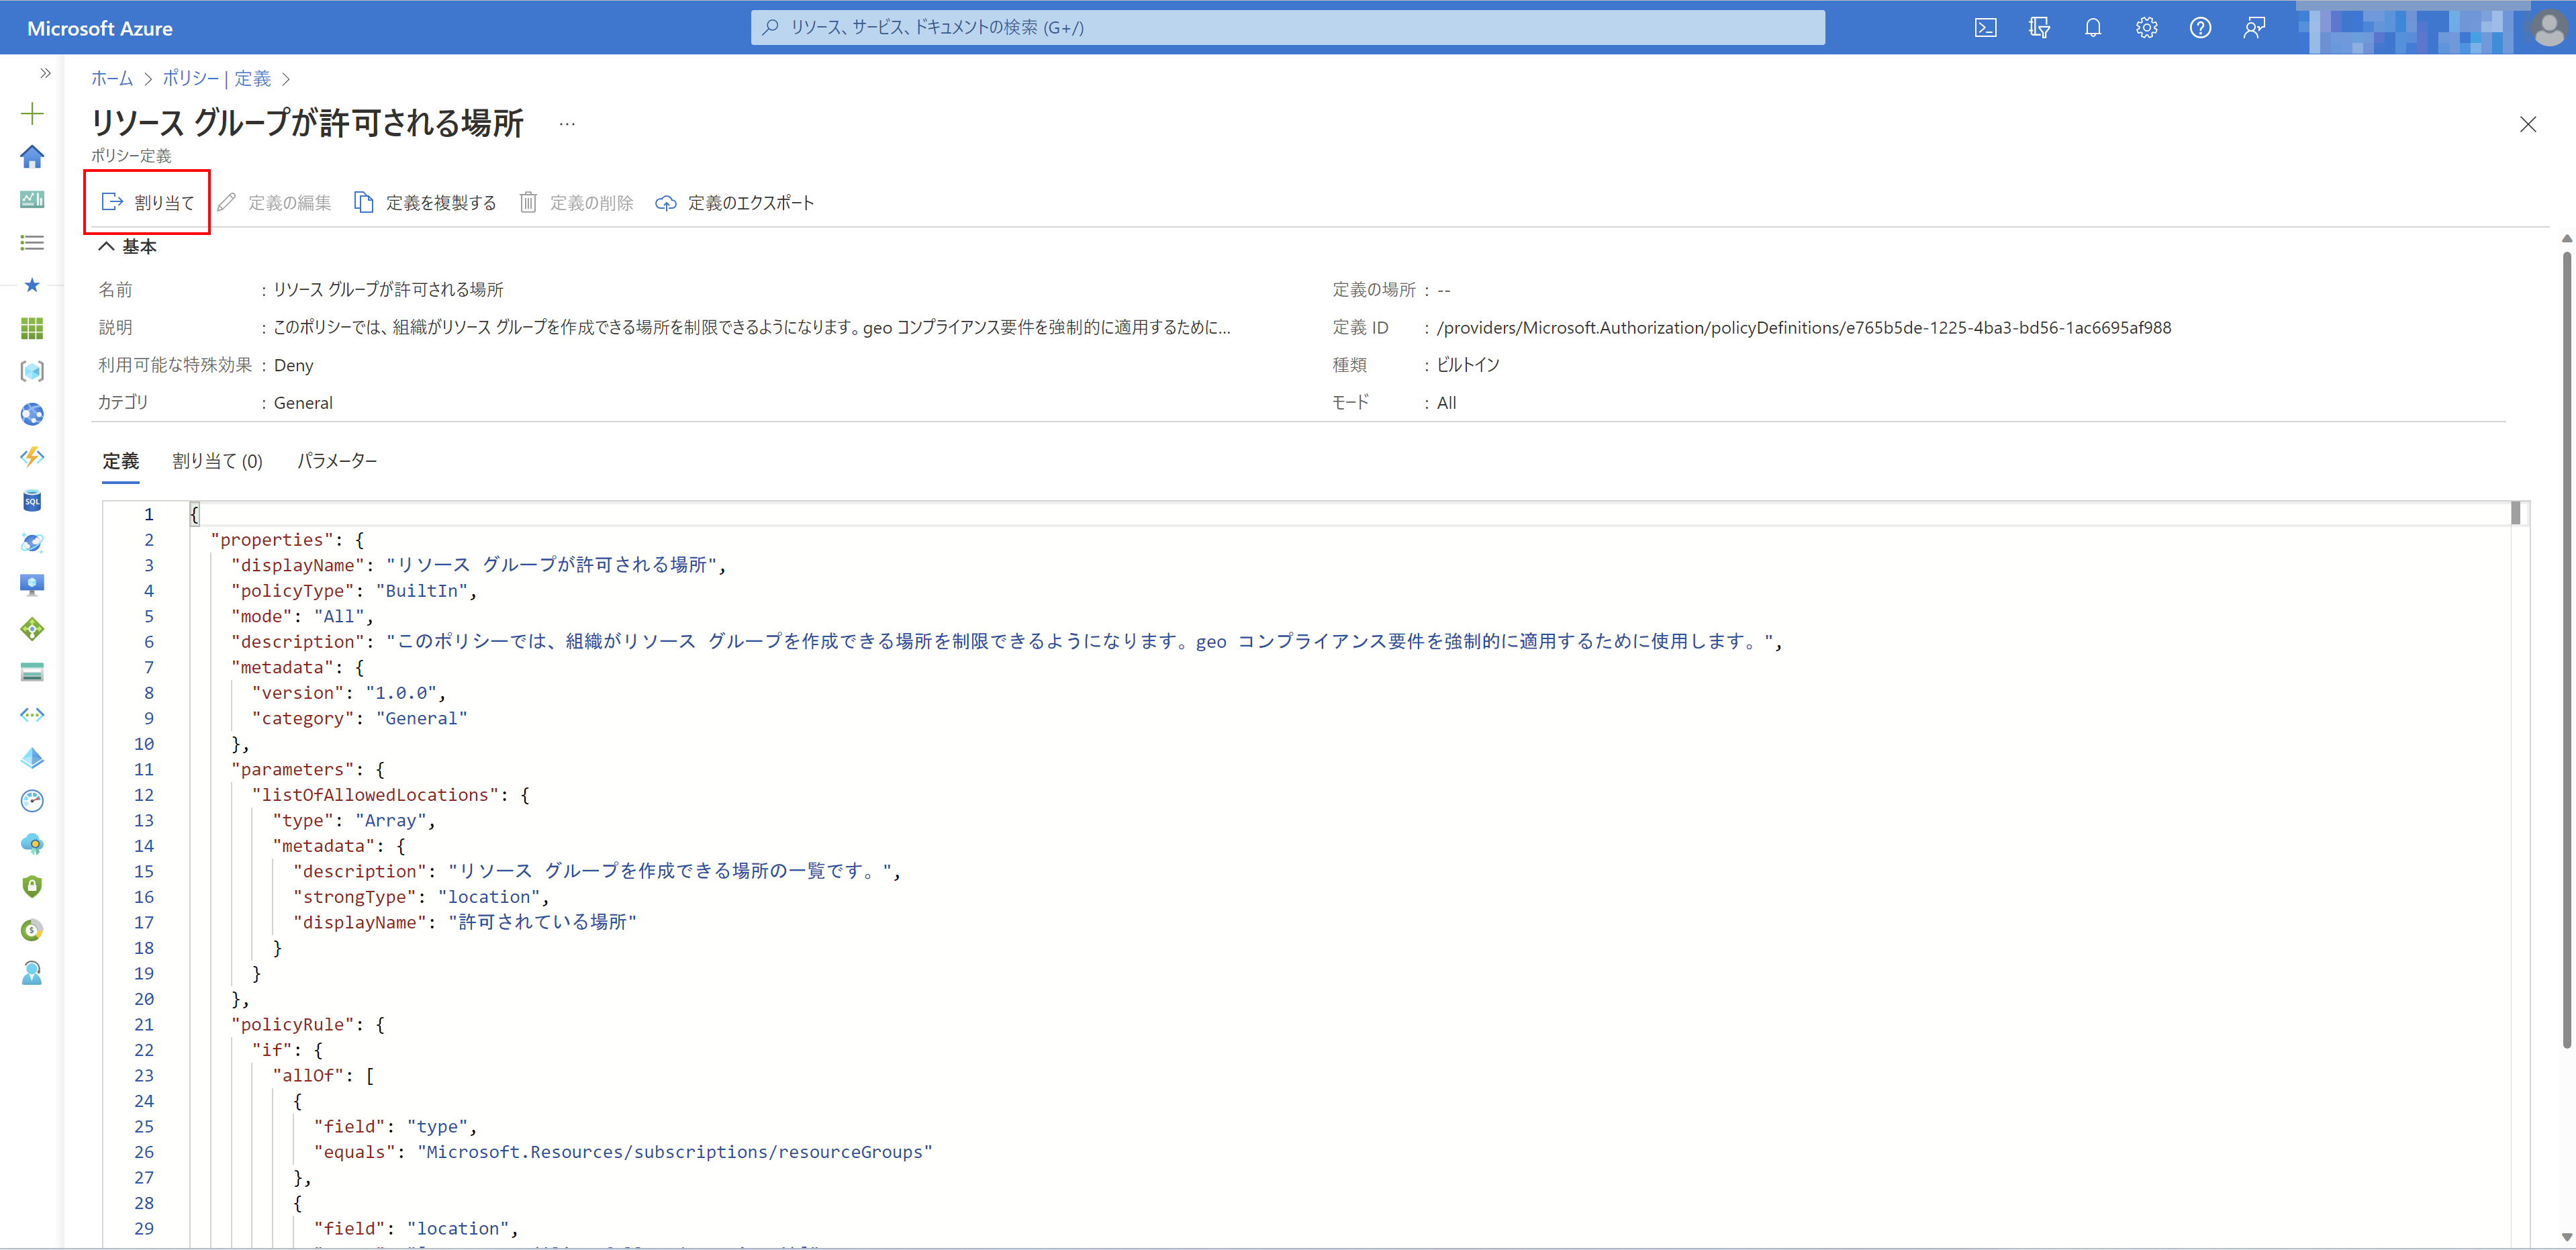 Microsoft Azure
リソース、サービス、ドキュメントの検索 (G+/)
ホーム > ポリシー | 定義 >
リソース グループが許可される場所 ...
ポリシー定義
割り当て 定義の編集 定義を複製する 定義の削除 定義のエクスポート
基本
名前 : リソース グループが許可される場所
定義の場所 : --
説明 : このポリシーでは、組織がリソース グループを作成できる場所を制限できるようになります。geo コンプライアンス要件を強制的に適用するために...
定義 ID : /providers/Microsoft.Authorization/policyDefinitions/e765b5de-1225-4ba3-bd56-1ac6695af988
利用可能な特殊効果 : Deny
種類 : ビルトイン
カテゴリ : General
モード : All
定義 割り当て (0) パラメーター
1 {
2 "properties": {
3 "displayName": "リソース グループが許可される場所",
4 "policyType": "BuiltIn",
5 "mode": "All",
6 "description": "このポリシーでは、組織がリソース グループを作成できる場所を制限できるようになります。geo コンプライアンス要件を強制的に適用するために使用します。",
7 "metadata": {
8 "version": "1.0.0",
9 "category": "General"
10 },
11 "parameters": {
12 "listOfAllowedLocations": {
13 "type": "Array",
14 "metadata": {
15 "description": "リソース グループを作成できる場所の一覧です。",
16 "strongType": "location",
17 "displayName": "許可されている場所"
18 }
19 }
20 },
21 "policyRule": {
22 "if": {
23 "allOf": [
24 {
25 "field": "type",
26 "equals": "Microsoft.Resources/subscriptions/resourceGroups"
27 },
28 {
29 "field": "location",